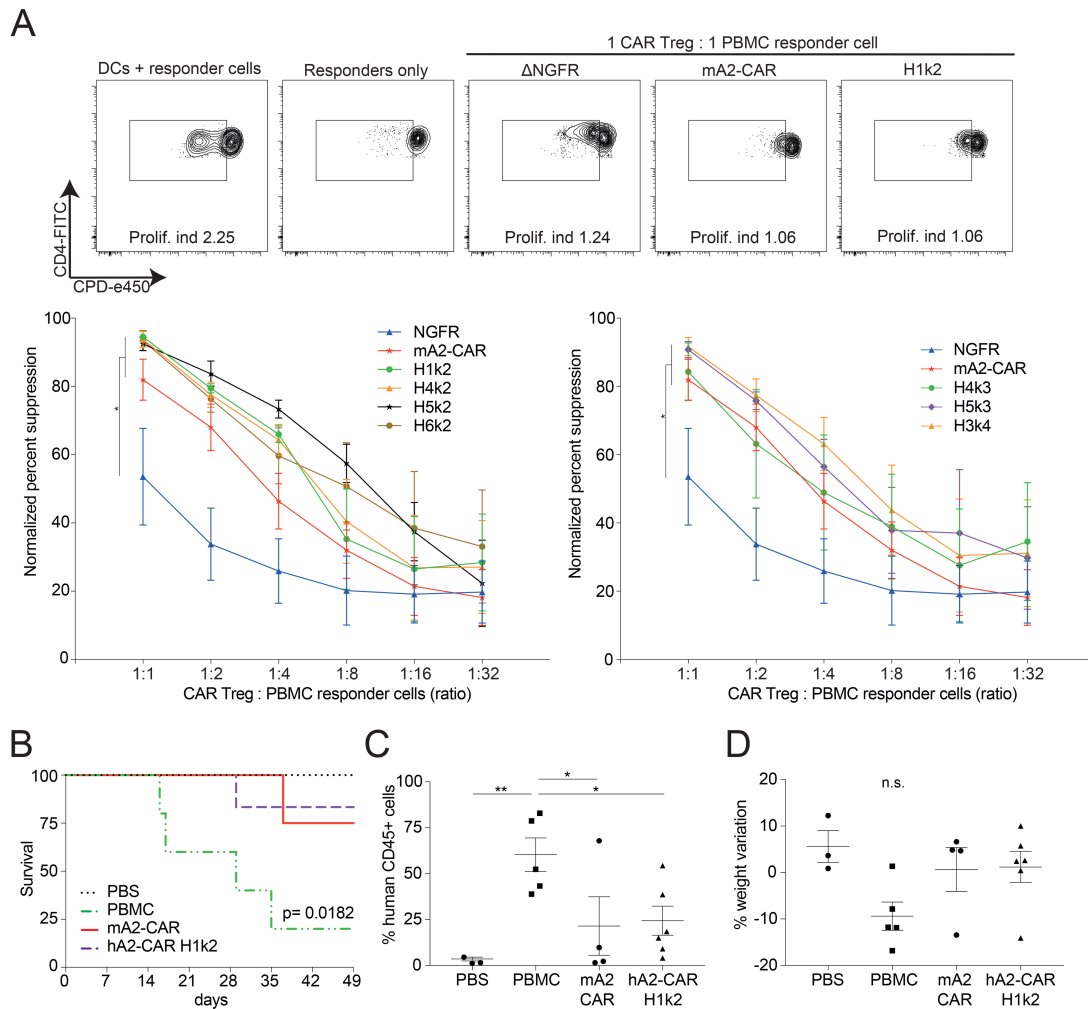 A
1 CAR Treg : 1 PBMC responder cell
DCs + responder cells
Responders only
ΔNGFR
mA2-CAR
H1k2
Prolif. ind 2.25
Prolif. ind 1.24
Prolif. ind 1.06
Prolif. ind 1.06
CD4-FITC
CPD-e450
Normalized percent suppression
100
80
60
40
20
0
*
NGFR
mA2-CAR
H1k2
H4k2
H5k2
H6k2
1:1
1:2
1:4
1:8
1:16
1:32
CAR Treg : PBMC responder cells (ratio)
Normalized percent suppression
100
80
60
40
20
0
*
NGFR
mA2-CAR
H4k3
H5k3
H3k4
1:1
1:2
1:4
1:8
1:16
1:32
CAR Treg : PBMC responder cells (ratio)
B
Survival
100
75
50
25
0
PBS
PBMC
mA2-CAR
hA2-CAR H1k2
p= 0.0182
0
7
14
21
28
35
42
49
days
C
% human CD45+ cells
100
75
50
25
0
**
*
*
PBS
PBMC
mA2
CAR
hA2-CAR
H1k2
D
% weight variation
20
10
0
-10
-20
n.s.
PBS
PBMC
mA2
CAR
hA2-CAR
H1k2